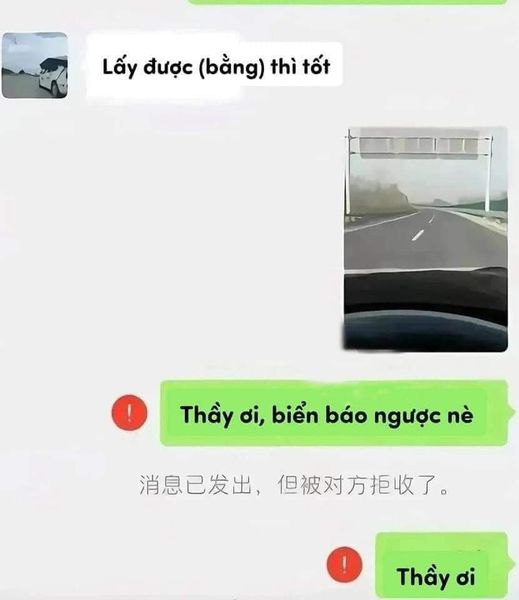 Lấy được (bằng) thì tốt
!
Thầy ơi, biển báo ngược nè
消息已发出，但被对方拒收了。
!
Thầy ơi